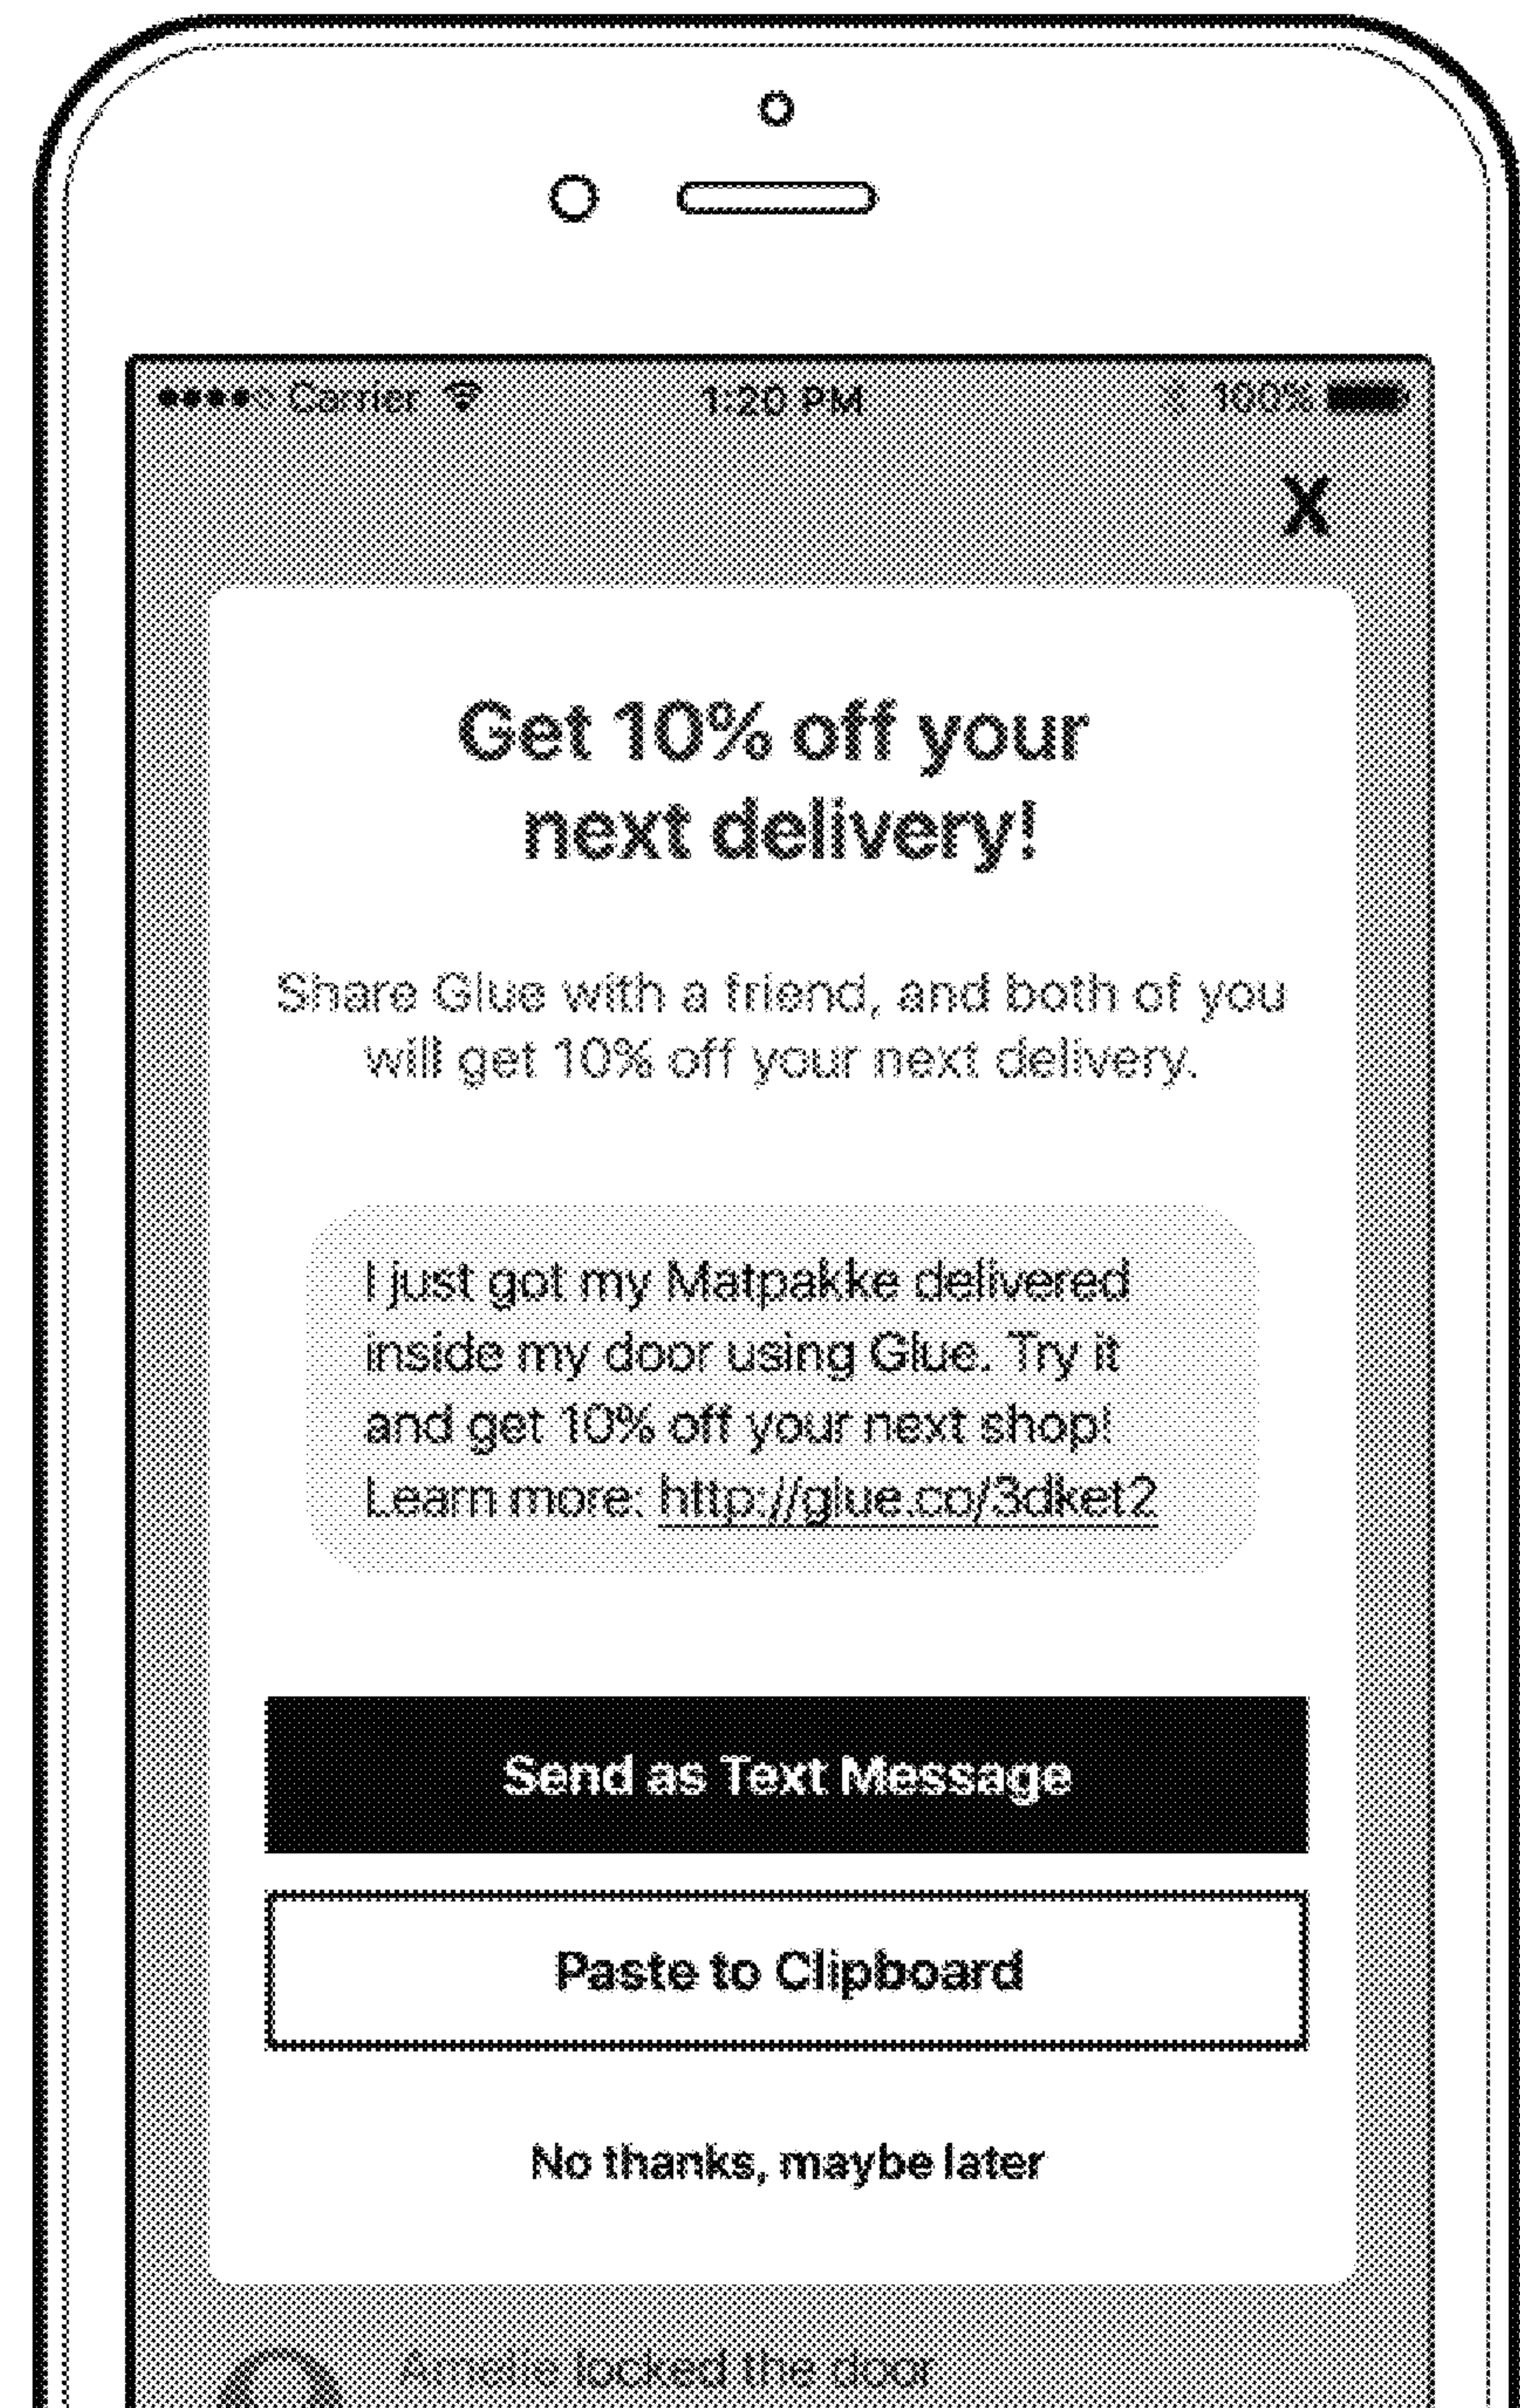 Carrier 1:20 PM 100%
X
Get 10% off your
next delivery!
Share Glue with a friend, and both of you
will get 10% off your next delivery.
I just got my Matpakke delivered
inside my door using Glue. Try it
and get 10% off your next shop!
Learn more: http://glue.co/3dket2
Send as Text Message
Paste to Clipboard
No thanks, maybe later
Amelie locked the door